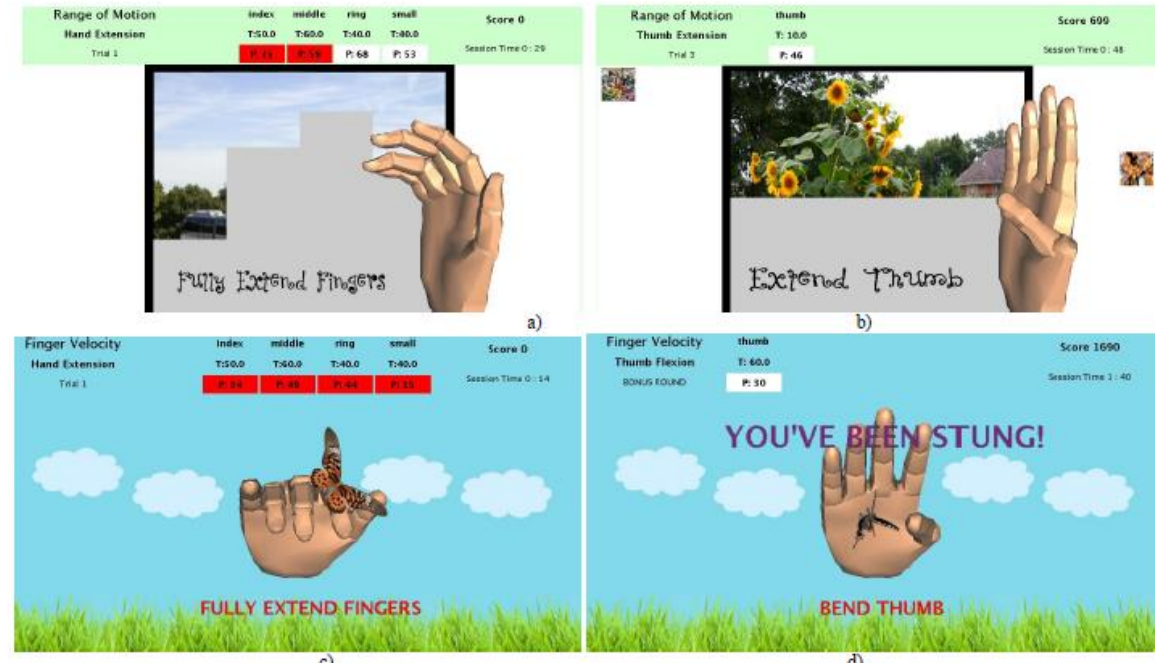 Range of Motion index middle ring small Score 0
Hand Extension T:50.0 T:60.0 T:40.0 T:40.0
Trial 1 P: 68 P: 53 Session Time 0 : 29
Fully Extend Fingers
a)
Range of Motion thumb Score 699
Thumb Extension T: 10.0
Trial 3 P: 46 Session Time 0 : 48
Extend Thumb
b)
Finger Velocity index middle ring small Score 0
Hand Extension T:50.0 T:60.0 T:40.0 T:40.0
Trial 1 Session Time 0 : 14
FULLY EXTEND FINGERS
c)
Finger Velocity thumb Score 1690
Thumb Flexion T: 60.0
BONUS ROUND P: 30 Session Time 1 : 40
YOU'VE BEEN STUNG!
BEND THUMB
d)